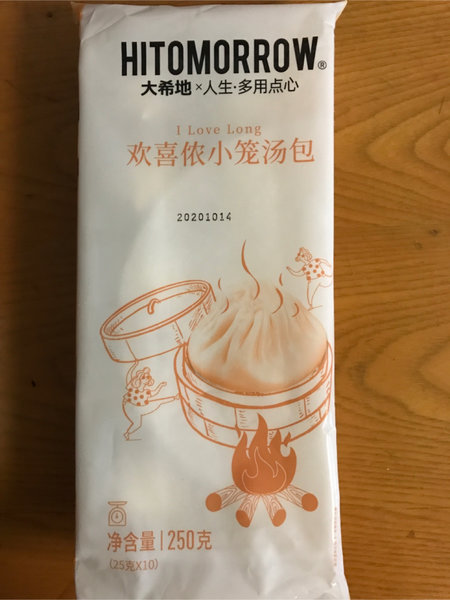 HITOMORROW®
大希地×人生·多用点心
I Love Long
欢喜侬小笼汤包
20201014
净含量|250克
(25克X10)